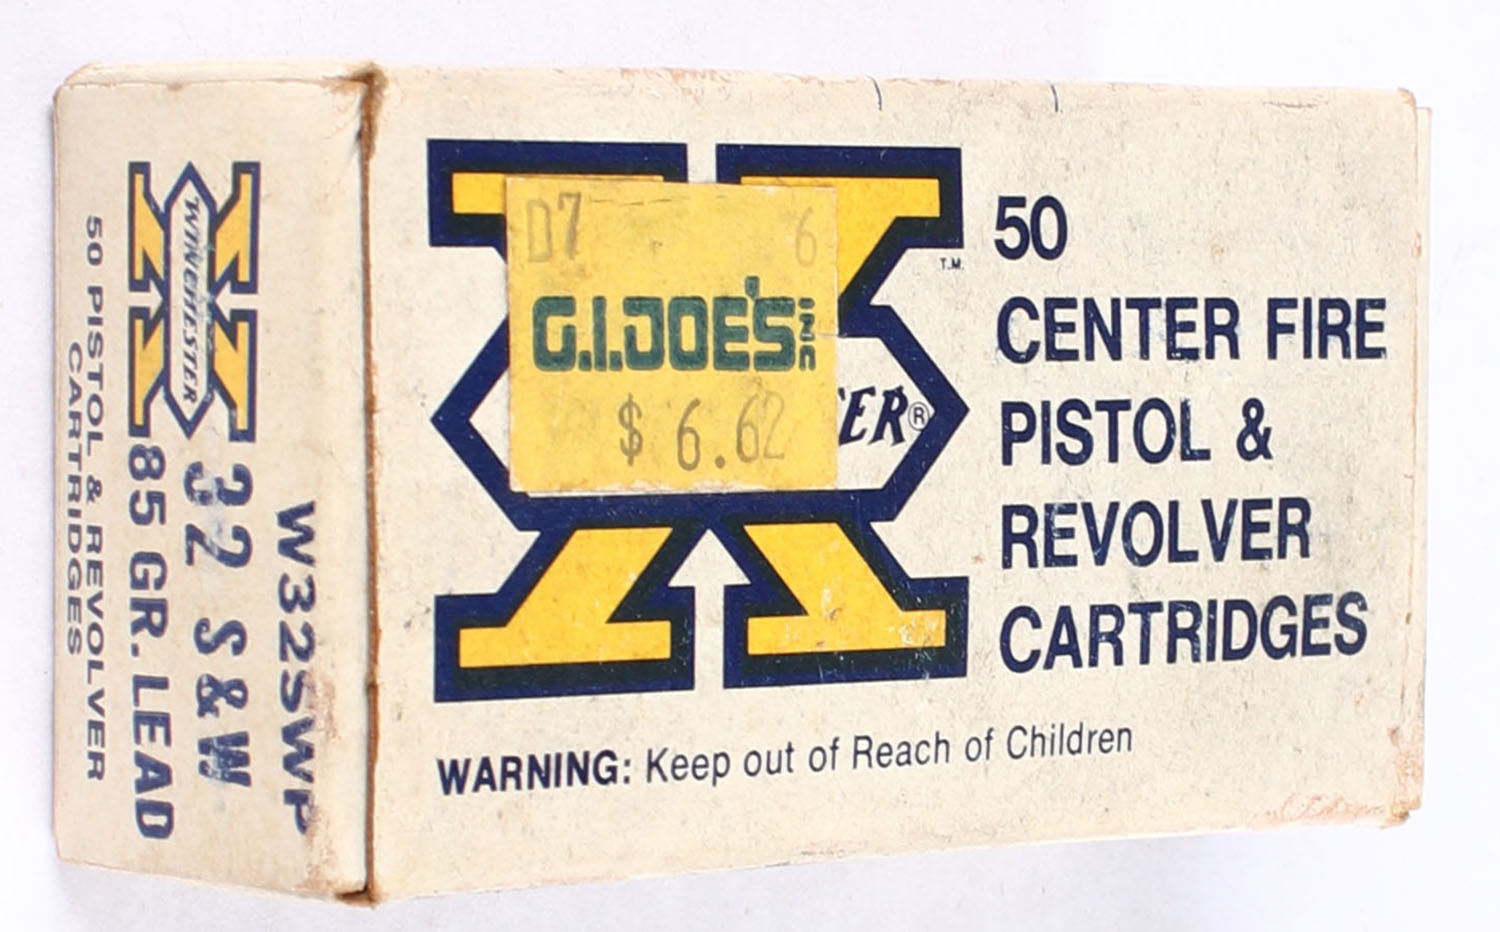 W32SWP
32 S&W
85 GR. LEAD
WINCHESTER
50 PISTOL & REVOLVER
CARTRIDGES
D7 6
G.I.JOE'S INC
$ 6.62
TER®
T.M.
50
CENTER FIRE
PISTOL &
REVOLVER
CARTRIDGES
WARNING: Keep out of Reach of Children